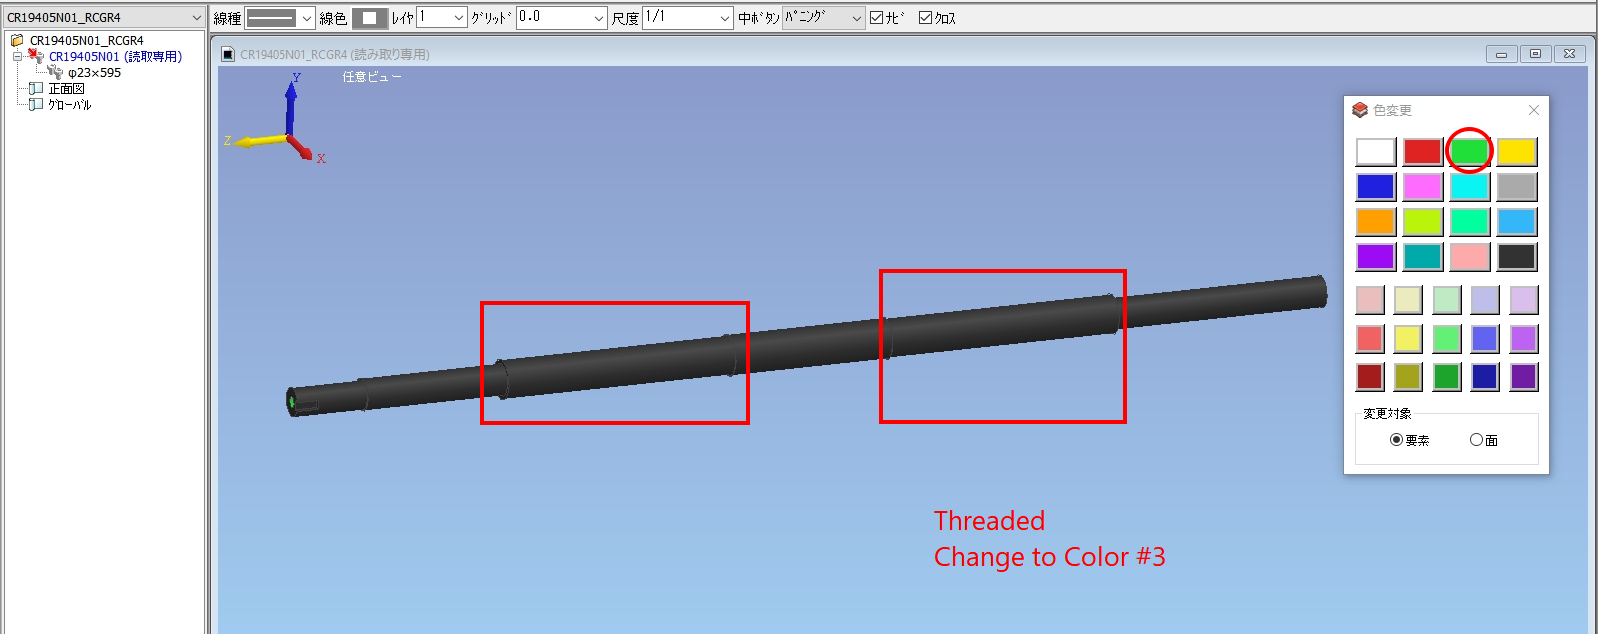 CR19405N01_RCGR4
線種
線色
ﾚｲﾔ
1
ｸﾞﾘｯﾄﾞ
0.0
尺度
1/1
中ﾎﾞﾀﾝ
ﾊﾟﾆﾝｸﾞ
ﾅﾋﾞ
ｸﾛｽ
CR19405N01_RCGR4
CR19405N01 (読取専用)
φ23×595
正面図
ｸﾞﾛｰﾊﾞﾙ
CR19405N01_RCGR4 (読み取り専用)
任意ビュー
Y
Z
X
色変更
変更対象
要素
面
Threaded
Change to Color #3